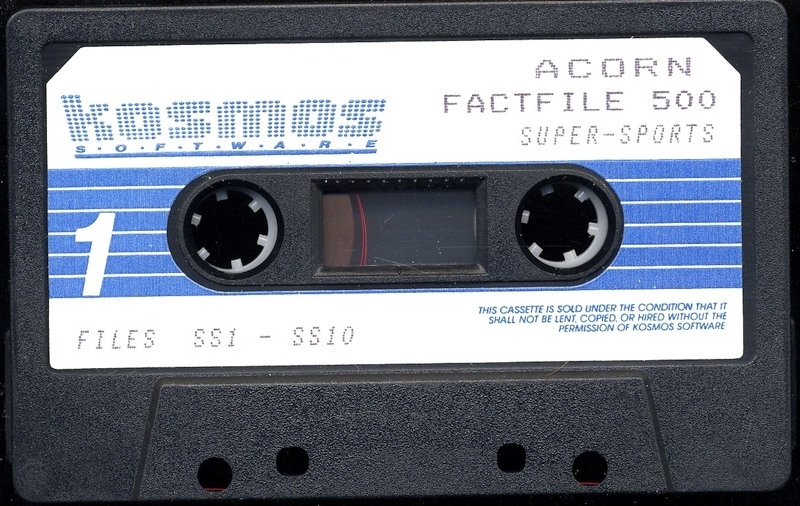 ACORN
FACTFILE 500
SUPER-SPORTS
kosmos
S·O·F·T·W·A·R·E
1
THIS CASSETTE IS SOLD UNDER THE CONDITION THAT IT
SHALL NOT BE LENT, COPIED, OR HIRED WITHOUT THE
PERMISSION OF KOSMOS SOFTWARE
FILES SS1 - SS10